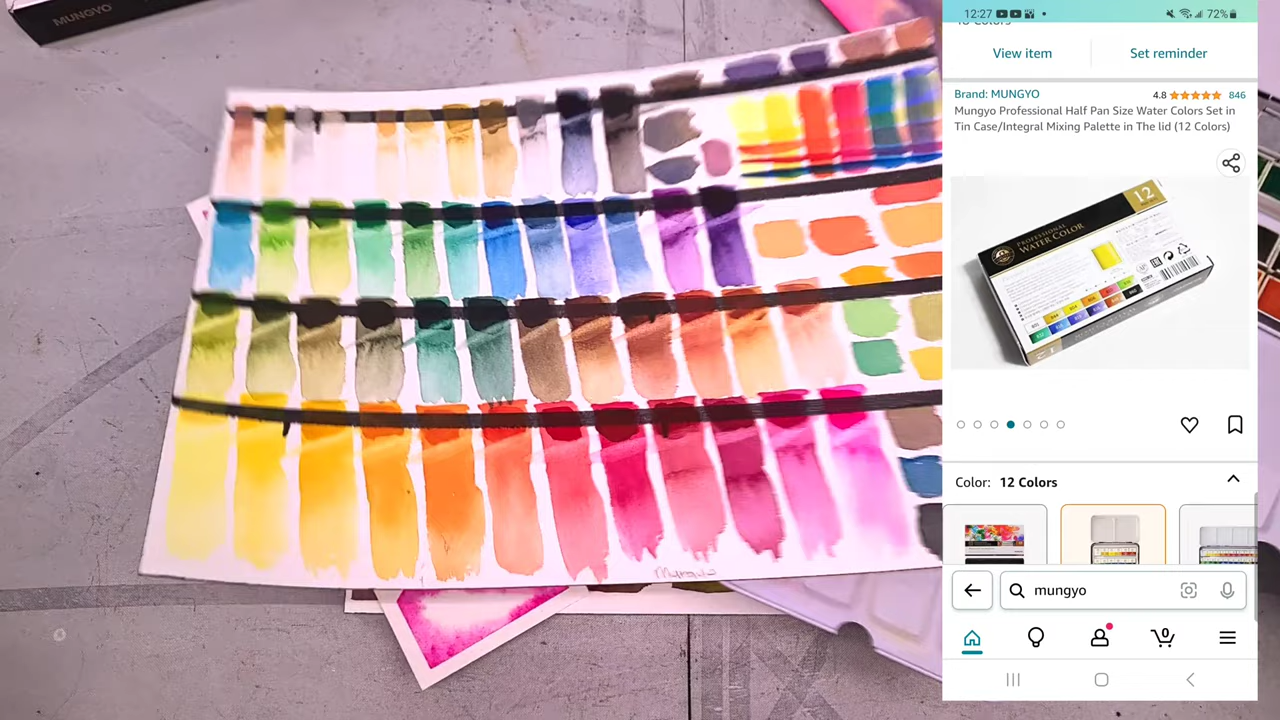 MUNGYO
12:27
72%
View item
Set reminder
Brand: MUNGYO
4.8
846
Mungyo Professional Half Pan Size Water Colors Set in
Tin Case/Integral Mixing Palette in The lid (12 Colors)
12
PROFESSIONAL
WATER COLOR
12
Color: 12 Colors
mungyo
0
Mungyo